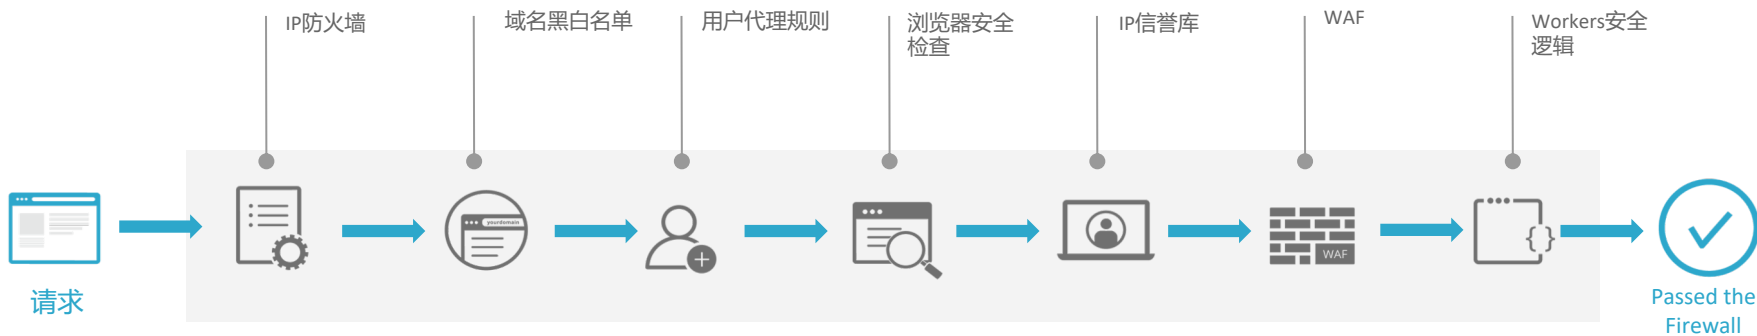 IP防火墙
域名黑白名单
用户代理规则
浏览器安全
检查
IP信誉库
WAF
Workers安全
逻辑
yourdomain
WAF
请求
Passed the
Firewall